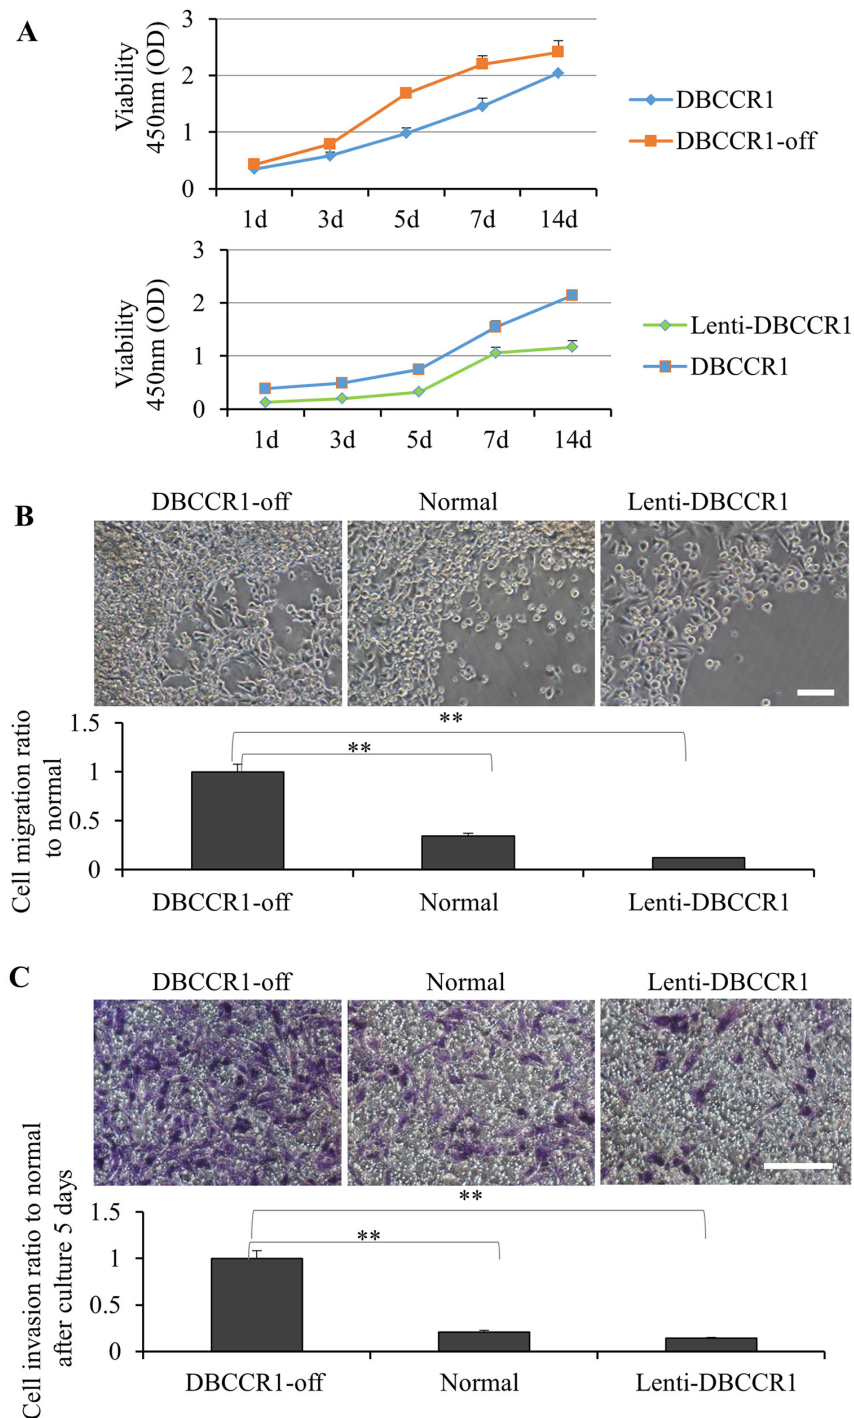 A
Viability
450nm (OD)
3
2
1
0
1d 3d 5d 7d 14d
DBCCR1
DBCCR1-off
Viability
450nm (OD)
3
2
1
0
1d 3d 5d 7d 14d
Lenti-DBCCR1
DBCCR1
B
DBCCR1-off Normal Lenti-DBCCR1
Cell migration ratio
to normal
1.5
1
0.5
0
**
**
DBCCR1-off Normal Lenti-DBCCR1
C
DBCCR1-off Normal Lenti-DBCCR1
Cell invasion ratio to normal
after culture 5 days
1.5
1
0.5
0
**
**
DBCCR1-off Normal Lenti-DBCCR1